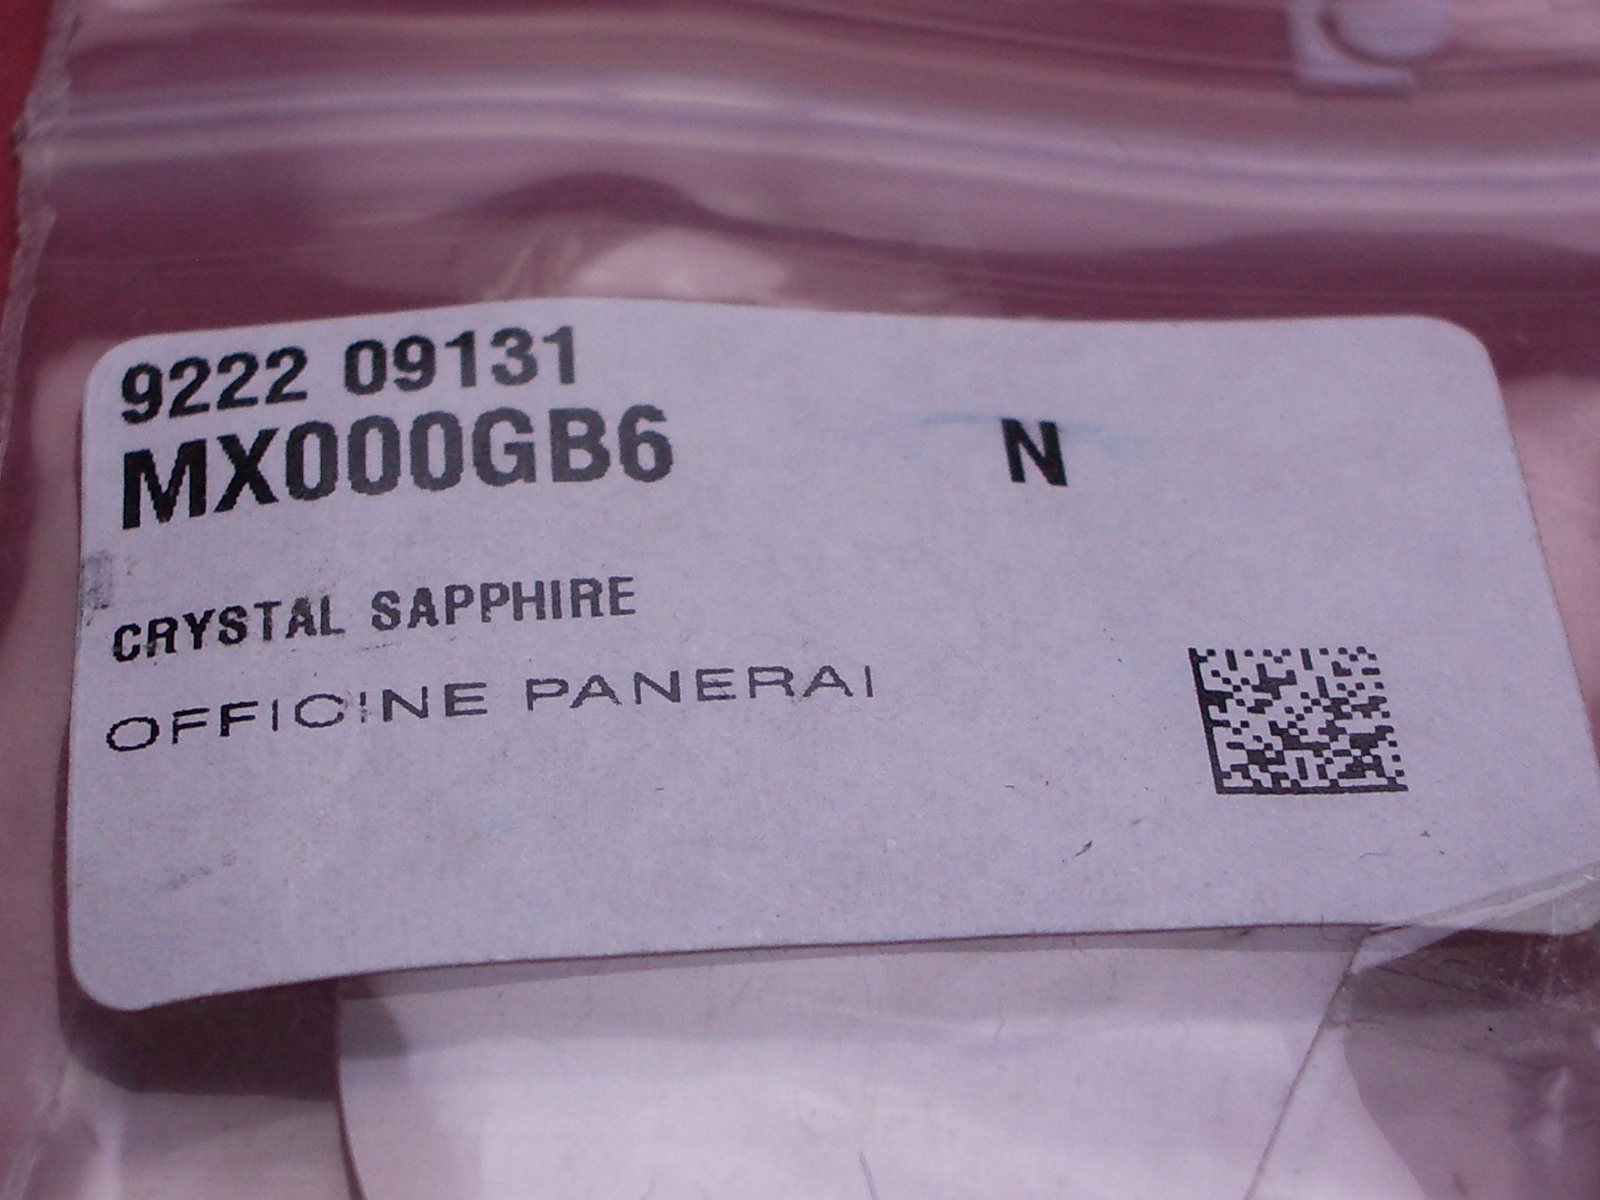 9222 09131
MX000GB6 N
CRYSTAL SAPPHIRE
OFFICINE PANERAI